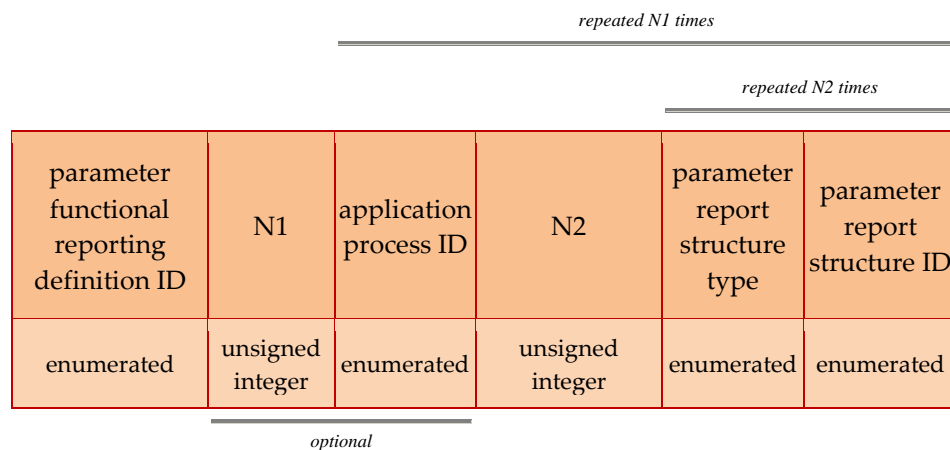 repeated N1 times
repeated N2 times
parameter
functional
reporting
definition ID
N1
application
process ID
N2
parameter
report
structure
type
parameter
report
structure ID
enumerated
unsigned
integer
enumerated
unsigned
integer
enumerated
enumerated
optional